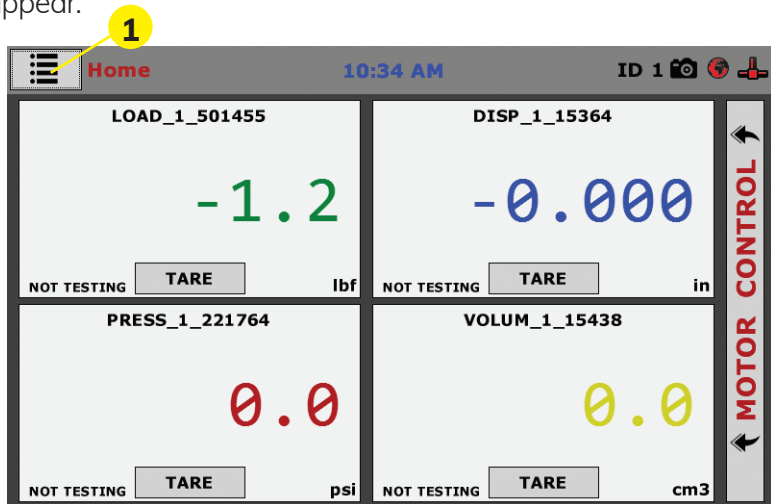 appear.
1
Home 10:34 AM ID 1
LOAD_1_501455
-1.2
NOT TESTING TARE lbf
DISP_1_15364
-0.000
NOT TESTING TARE in
PRESS_1_221764
0.0
NOT TESTING TARE psi
VOLUM_1_15438
0.0
NOT TESTING TARE cm3
MOTOR CONTROL